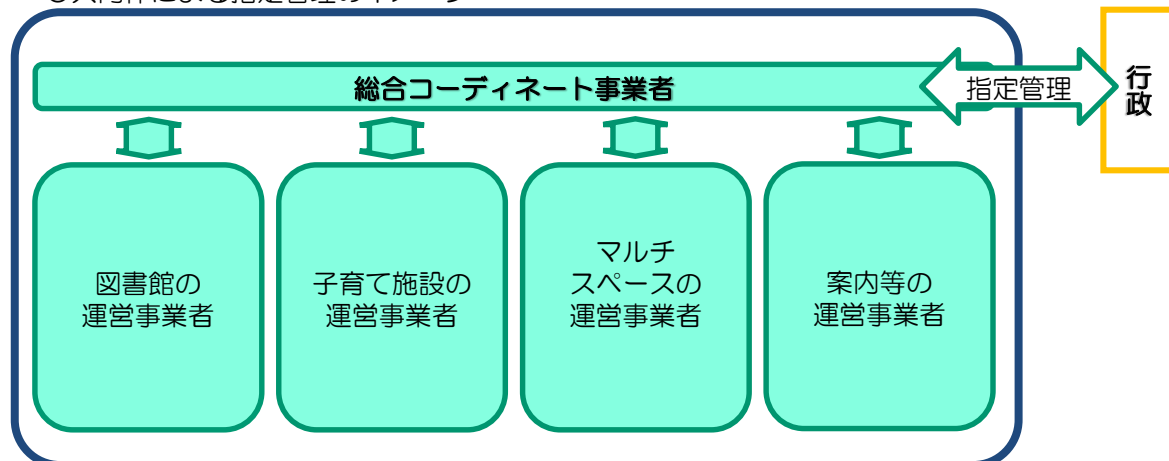 総合コーディネート事業者
指定管理
行政
図書館の
運営事業者
子育て施設の
運営事業者
マルチ
スペースの
運営事業者
案内等の
運営事業者